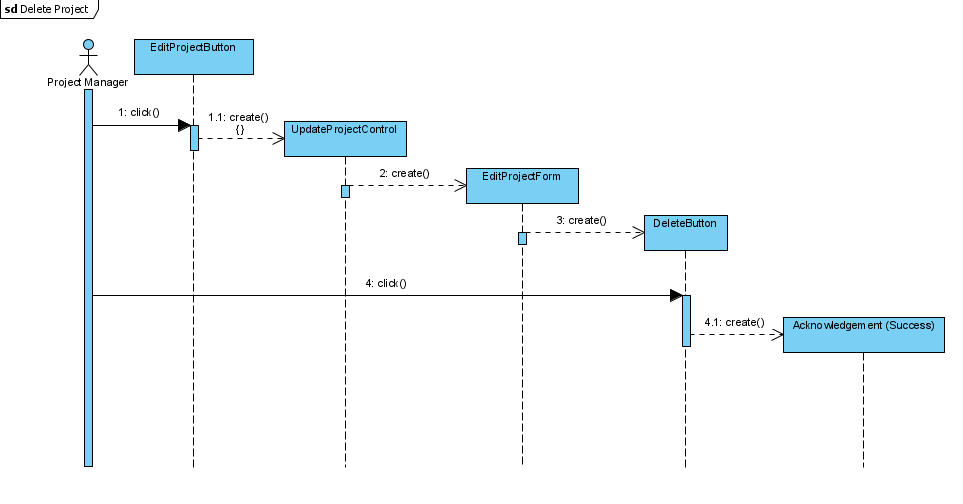 sd Delete Project
EditProjectButton
Project Manager
1: click()
1.1: create()
{}
UpdateProjectControl
2: create()
EditProjectForm
3: create()
DeleteButton
4: click()
4.1: create()
Acknowledgement (Success)